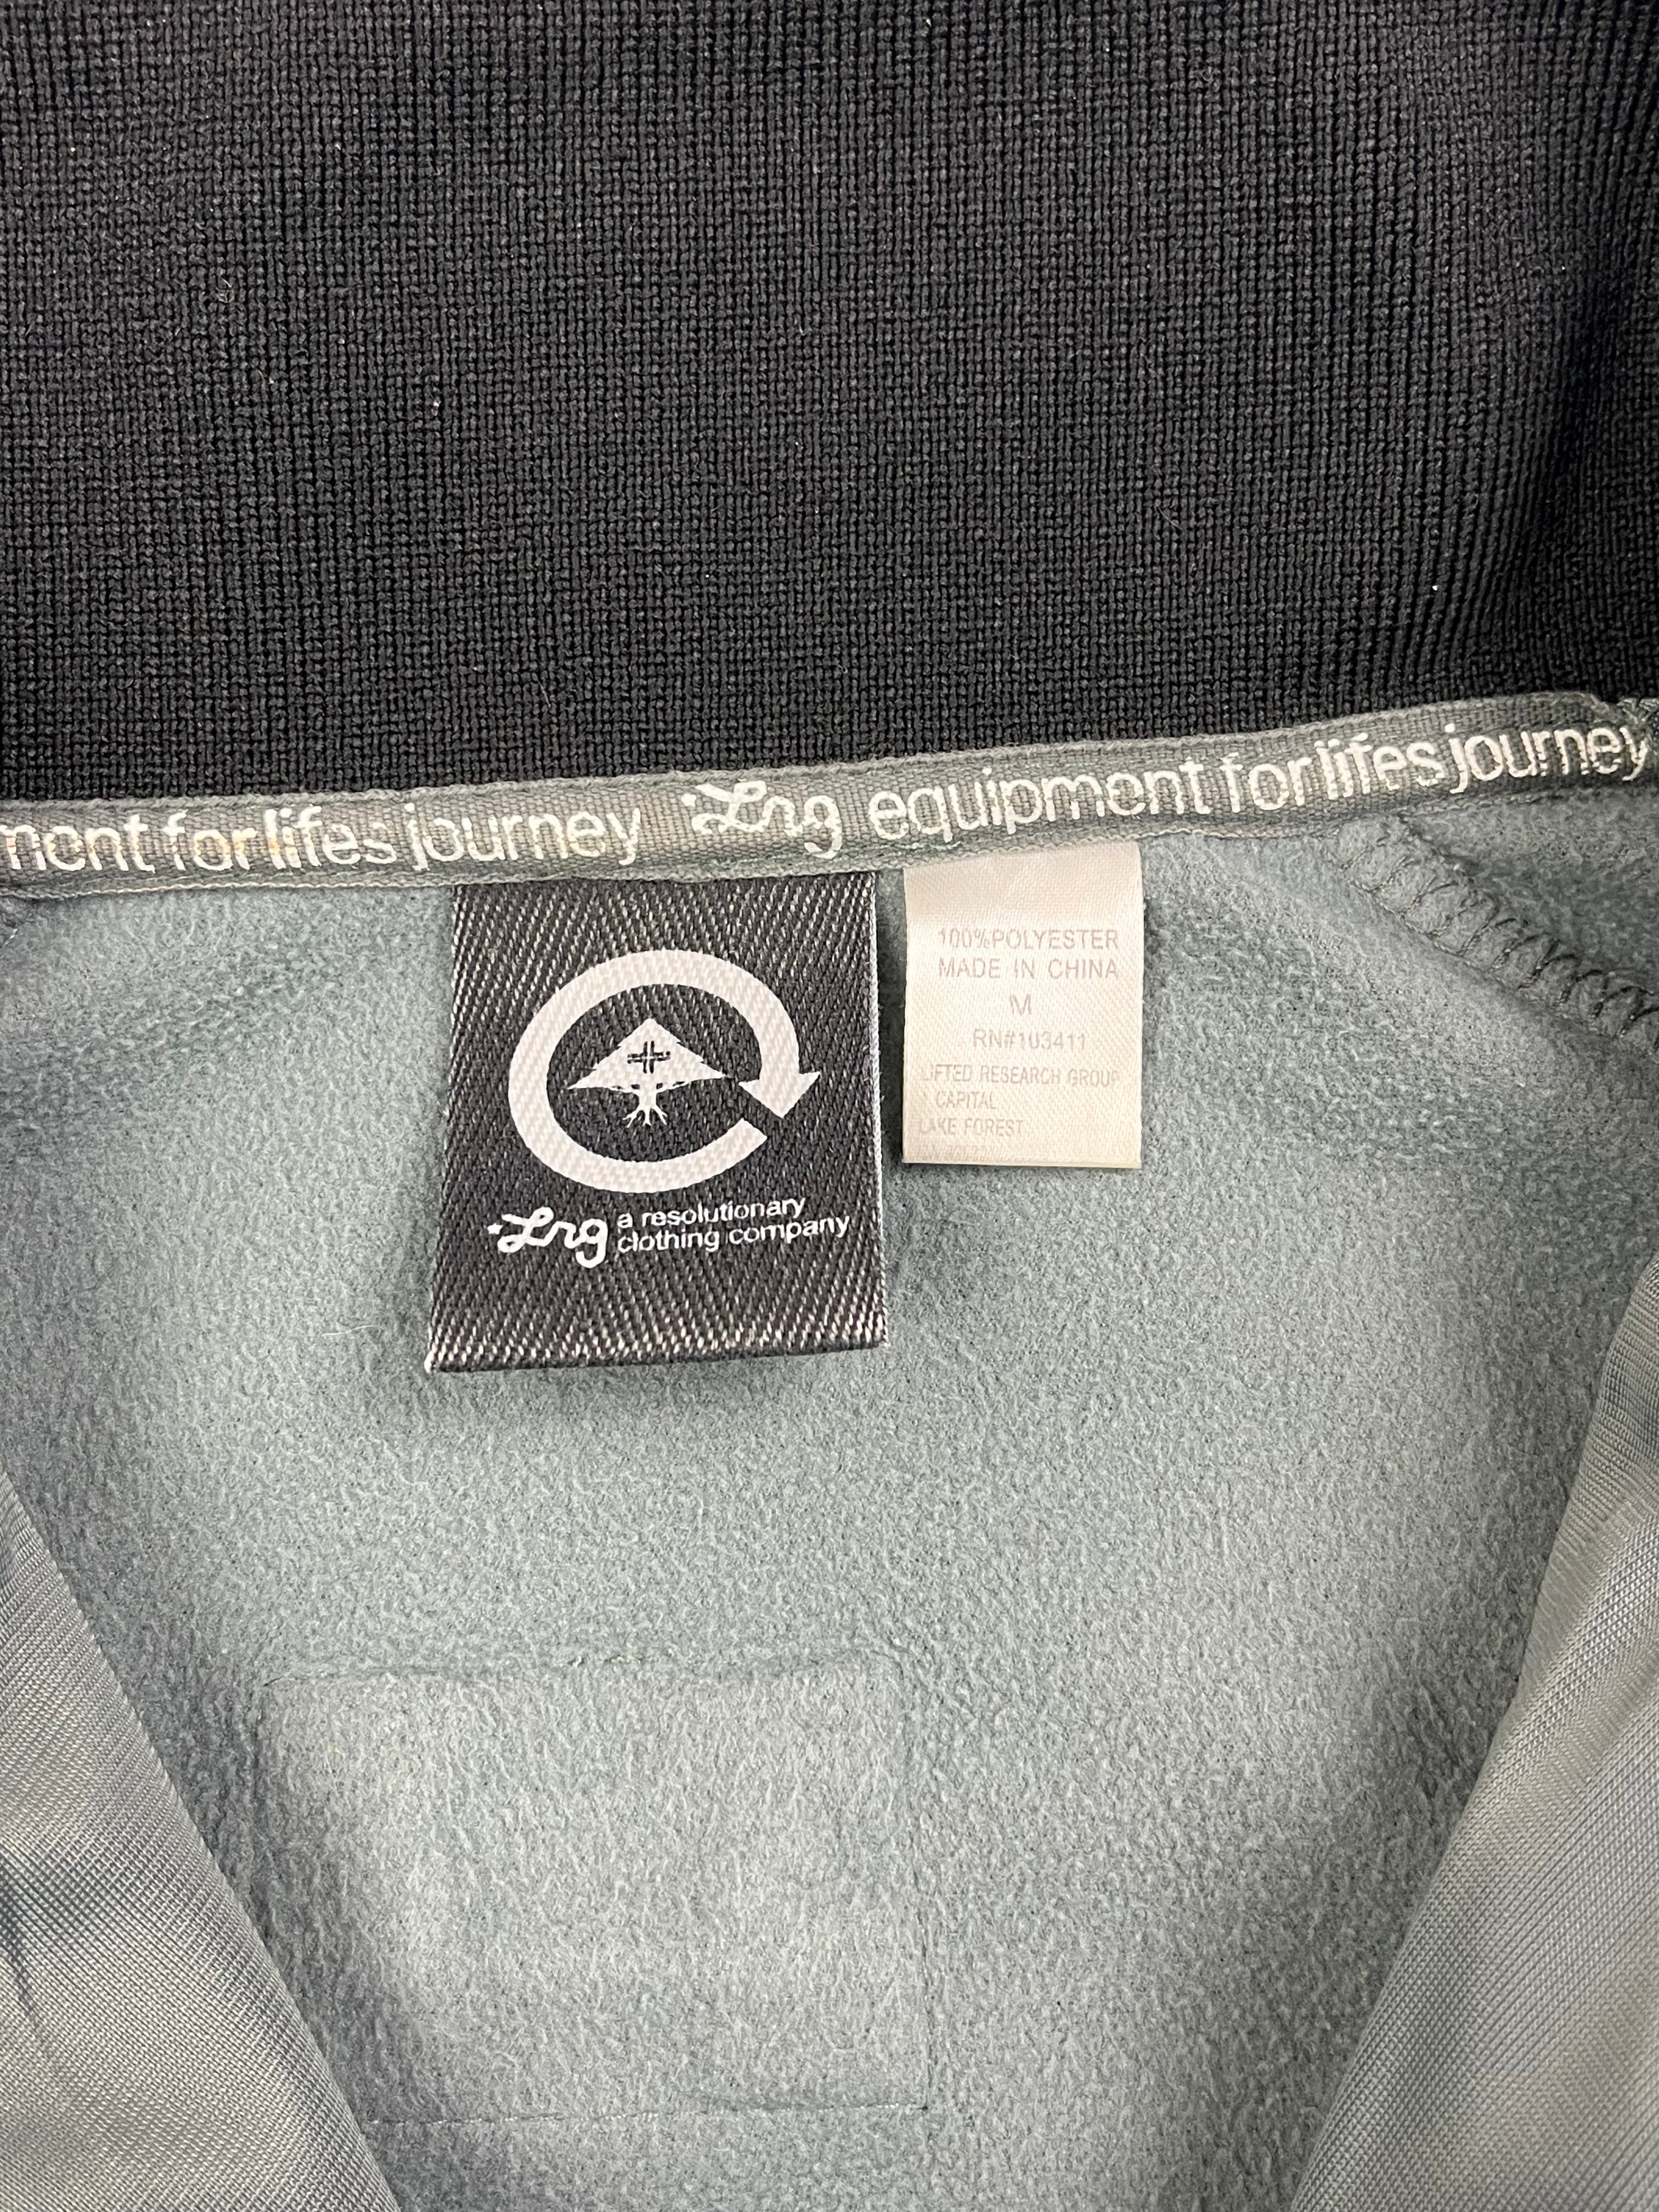 ment for lifes journey Lrg equipment for lifes journey
Lrg a resolutionary
clothing company
100%POLYESTER
MADE IN CHINA
M
RN#103411
LIFTED RESEARCH GROUP
1 CAPITAL
LAKE FOREST